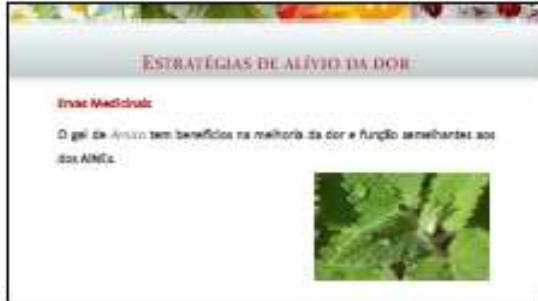 ESTRATÉGIAS DE ALÍVIO DA DOR
Ervas Medicinais
O gel de Arnica tem benefícios na melhoria da dor e função semelhantes aos
dos AINEs.